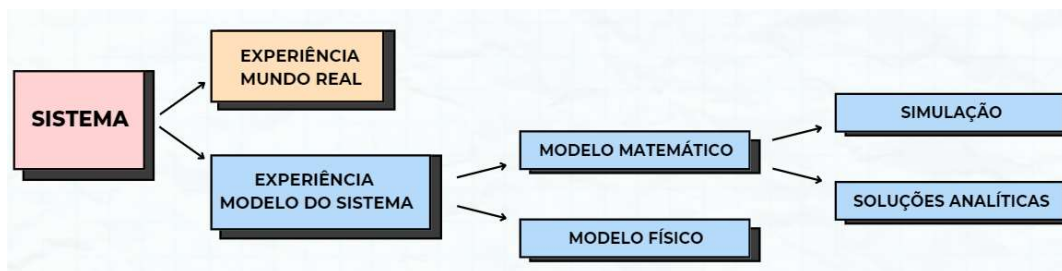 SISTEMA
EXPERIÊNCIA
MUNDO REAL
EXPERIÊNCIA
MODELO DO SISTEMA
MODELO MATEMÁTICO
MODELO FÍSICO
SIMULAÇÃO
SOLUÇÕES ANALÍTICAS